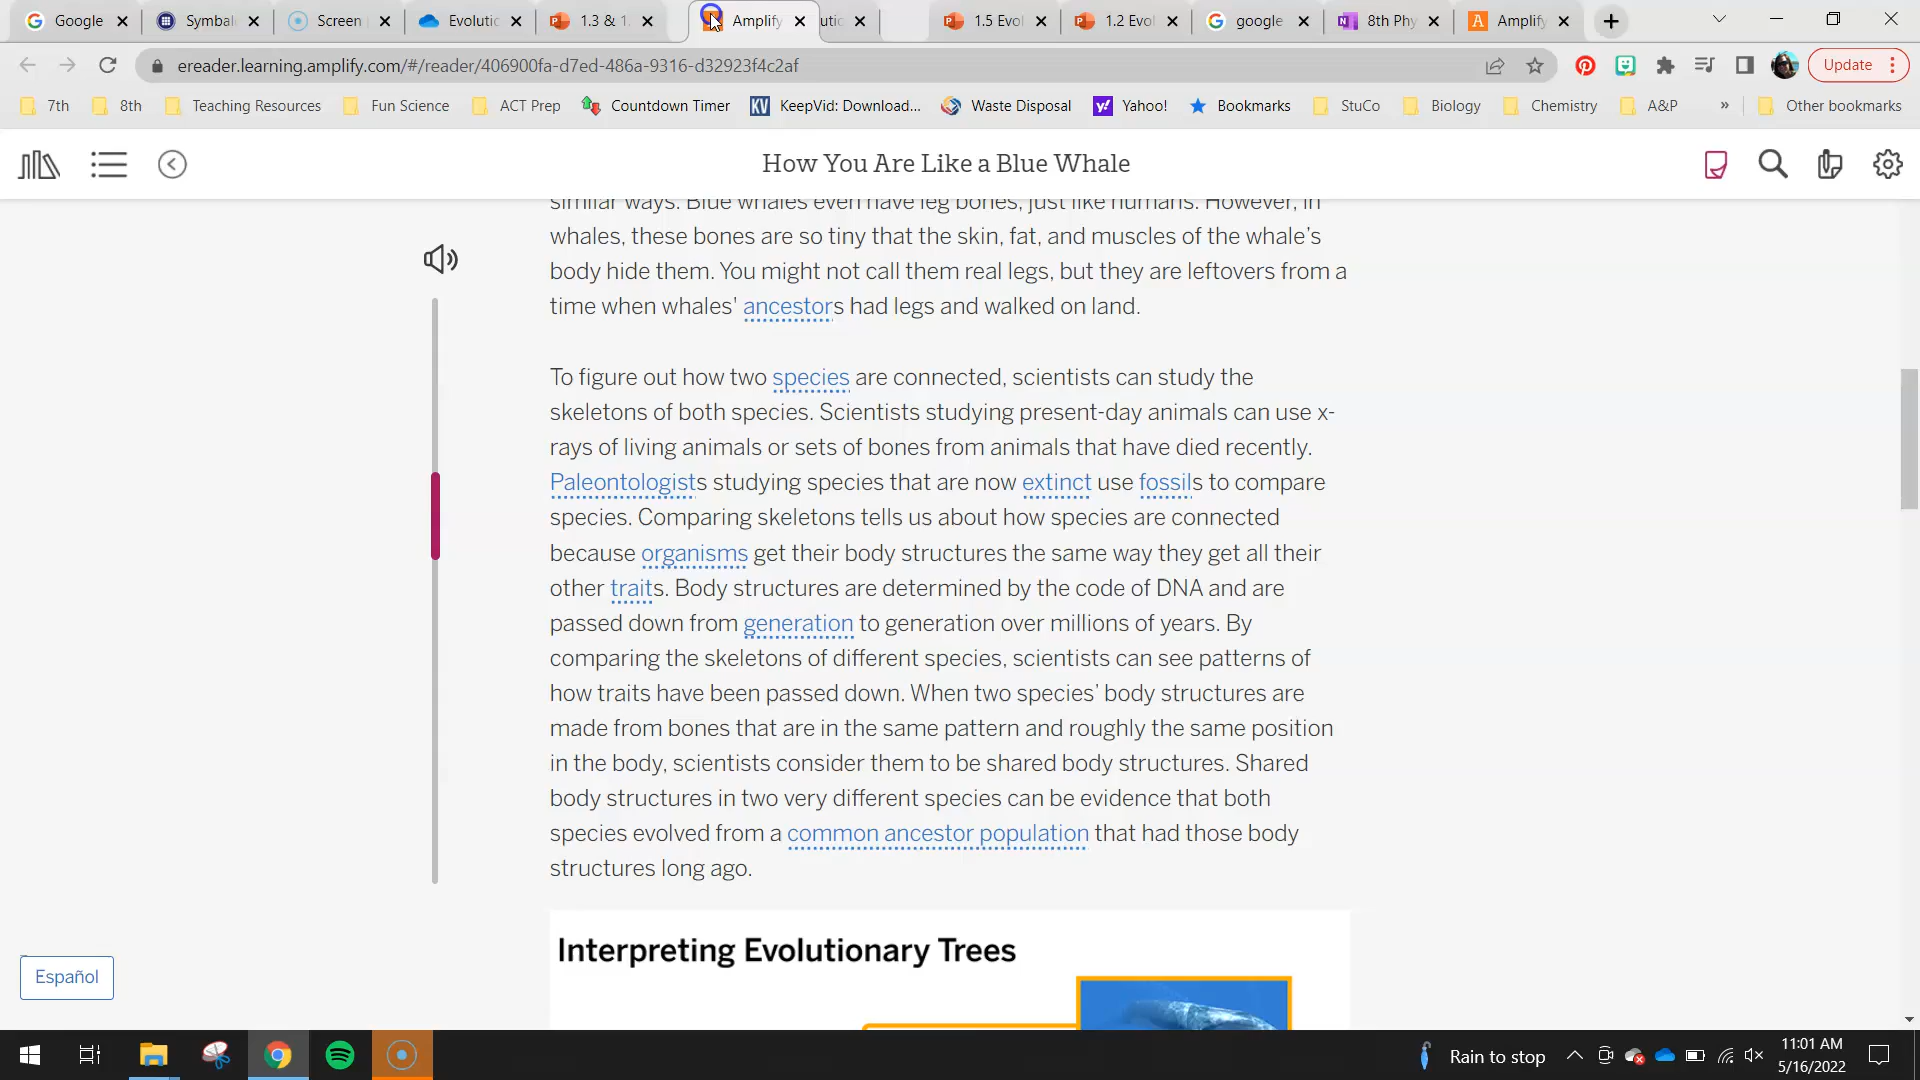 Google
Symbal
Screen
Evolutic
1.3 & 1.
Amplify
utic
1.5 Evol
1.2 Evol
google
8th Phy
Amplify
ereader.learning.amplify.com/#/reader/406900fa-d7ed-486a-9316-d32923f4c2af
Update
7th
8th
Teaching Resources
Fun Science
ACT Prep
Countdown Timer
KeepVid: Download...
Waste Disposal
Yahoo!
Bookmarks
StuCo
Biology
Chemistry
A&P
»
Other bookmarks
How You Are Like a Blue Whale
similar ways. Blue whales even have leg bones, just like humans. However, in
whales, these bones are so tiny that the skin, fat, and muscles of the whale's
body hide them. You might not call them real legs, but they are leftovers from a
time when whales' ancestors had legs and walked on land.
To figure out how two species are connected, scientists can study the
skeletons of both species. Scientists studying present-day animals can use x-
rays of living animals or sets of bones from animals that have died recently.
Paleontologists studying species that are now extinct use fossils to compare
species. Comparing skeletons tells us about how species are connected
because organisms get their body structures the same way they get all their
other traits. Body structures are determined by the code of DNA and are
passed down from generation to generation over millions of years. By
comparing the skeletons of different species, scientists can see patterns of
how traits have been passed down. When two species’ body structures are
made from bones that are in the same pattern and roughly the same position
in the body, scientists consider them to be shared body structures. Shared
body structures in two very different species can be evidence that both
species evolved from a common ancestor population that had those body
structures long ago.
Interpreting Evolutionary Trees
Español
Rain to stop
11:01 AM
5/16/2022